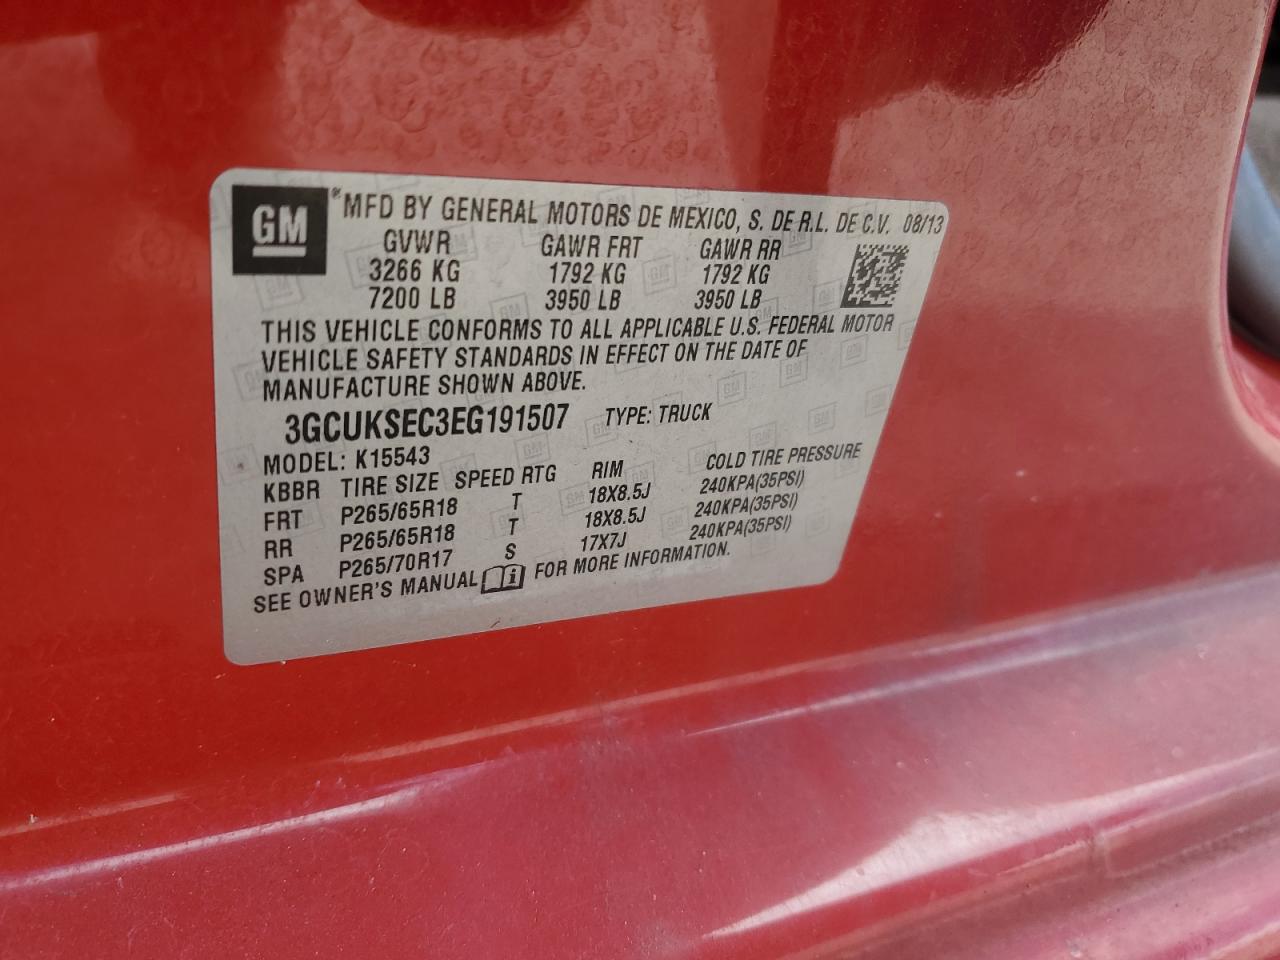 GM
®MFD BY GENERAL MOTORS DE MEXICO, S. DE R.L. DE C.V. 08/13
GVWR GAWR FRT GAWR RR
3266 KG 1792 KG 1792 KG
7200 LB 3950 LB 3950 LB
THIS VEHICLE CONFORMS TO ALL APPLICABLE U.S. FEDERAL MOTOR
VEHICLE SAFETY STANDARDS IN EFFECT ON THE DATE OF
MANUFACTURE SHOWN ABOVE.
3GCUKSEC3EG191507 TYPE: TRUCK
MODEL: K15543
KBBR TIRE SIZE SPEED RTG RIM COLD TIRE PRESSURE
FRT P265/65R18 T 18X8.5J 240KPA(35PSI)
RR P265/65R18 T 18X8.5J 240KPA(35PSI)
SPA P265/70R17 S 17X7J 240KPA(35PSI)
SEE OWNER'S MANUAL FOR MORE INFORMATION.